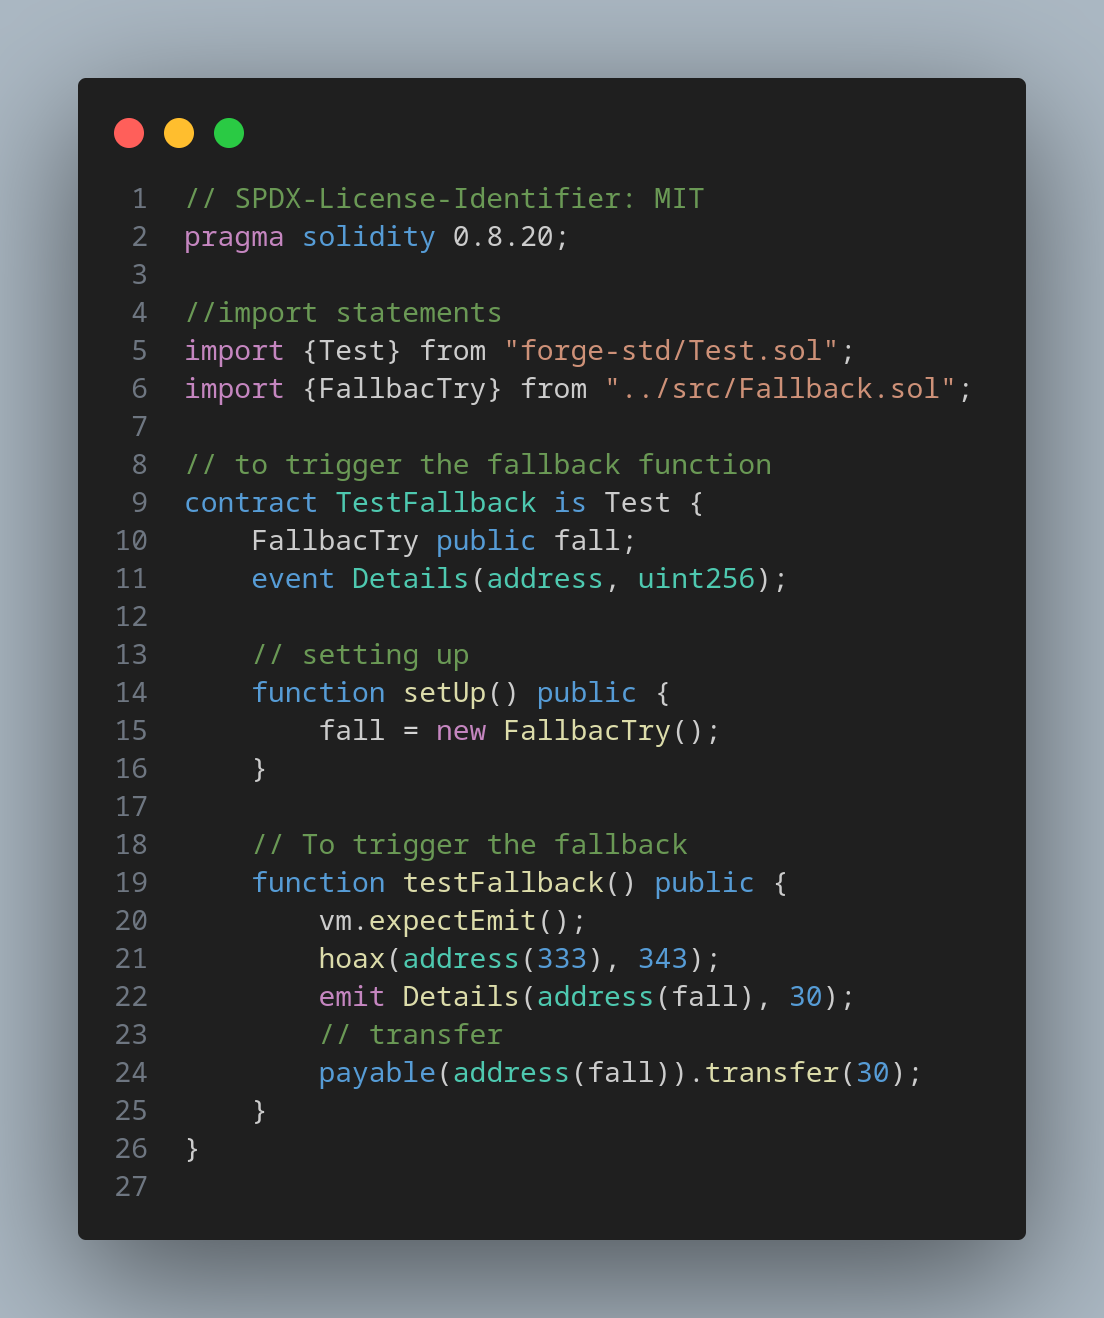 1 // SPDX-License-Identifier: MIT
2 pragma solidity 0.8.20;
3
4 //import statements
5 import {Test} from "forge-std/Test.sol";
6 import {FallbacTry} from "../src/Fallback.sol";
7
8 // to trigger the fallback function
9 contract TestFallback is Test {
10     FallbacTry public fall;
11     event Details(address, uint256);
12
13     // setting up
14     function setUp() public {
15         fall = new FallbacTry();
16     }
17
18     // To trigger the fallback
19     function testFallback() public {
20         vm.expectEmit();
21         hoax(address(333), 343);
22         emit Details(address(fall), 30);
23         // transfer
24         payable(address(fall)).transfer(30);
25     }
26 }
27